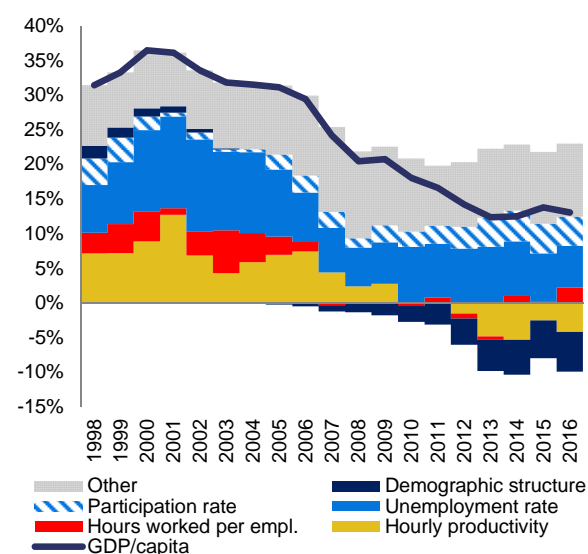 40%
35%
30%
25%
20%
15%
10%
5%
0%
-5%
-10%
-15%
1998 1999 2000 2001 2002 2003 2004 2005 2006 2007 2008 2009 2010 2011 2012 2013 2014 2015 2016
Other Demographic structure
Participation rate Unemployment rate
Hours worked per empl. Hourly productivity
GDP/capita